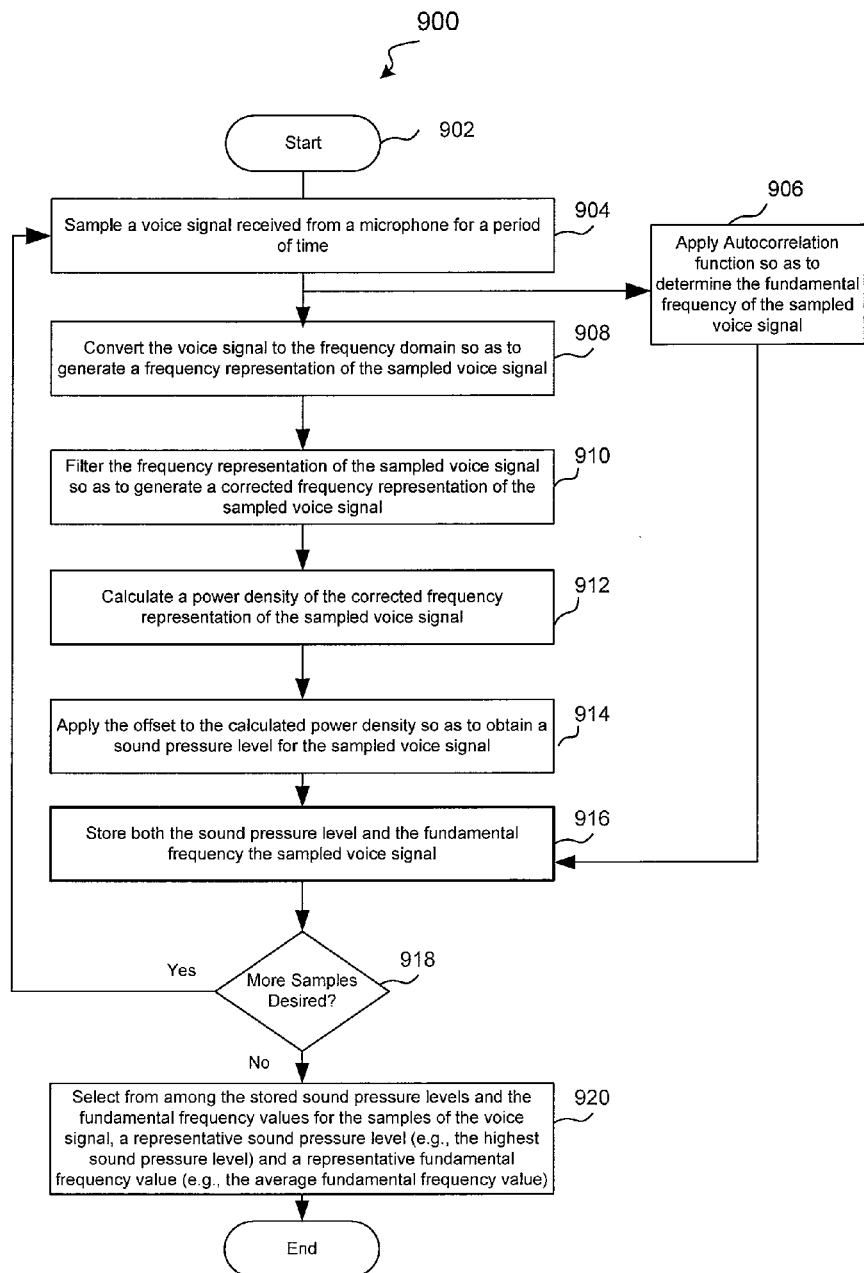 900
Start
902
Sample a voice signal received from a microphone for a period
of time
904
906
Apply Autocorrelation
function so as to
determine the fundamental
frequency of the sampled
voice signal
Convert the voice signal to the frequency domain so as to
generate a frequency representation of the sampled voice signal
908
Filter the frequency representation of the sampled voice signal
so as to generate a corrected frequency representation of the
sampled voice signal
910
Calculate a power density of the corrected frequency
representation of the sampled voice signal
912
Apply the offset to the calculated power density so as to obtain a
sound pressure level for the sampled voice signal
914
Store both the sound pressure level and the fundamental
frequency the sampled voice signal
916
Yes
More Samples
Desired?
918
No
Select from among the stored sound pressure levels and the
fundamental frequency values for the samples of the voice
signal, a representative sound pressure level (e.g., the highest
sound pressure level) and a representative fundamental
frequency value (e.g., the average fundamental frequency value)
920
End